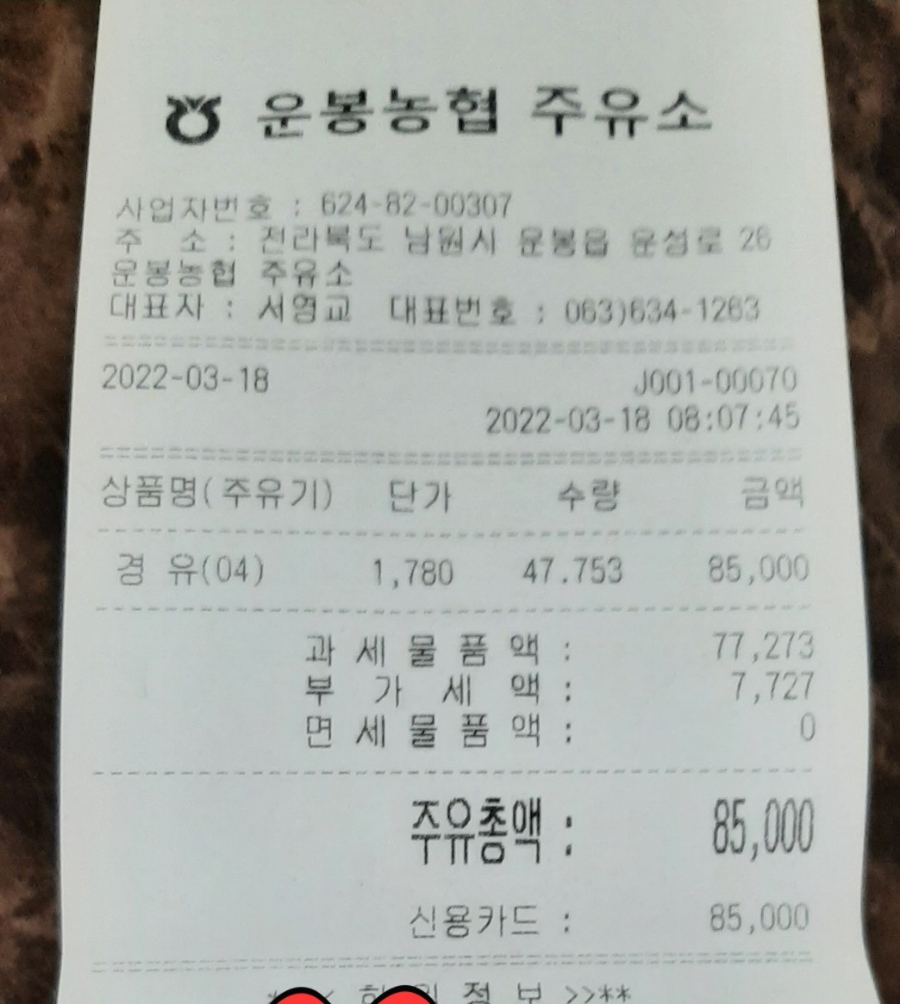 운봉농협 주유소
사업자번호 : 624-82-00307
주 소 : 전라북도 남원시 운봉읍 운성로 26
운봉농협 주유소
대표자 : 서영교 대표번호 : 063)634-1263
2022-03-18 J001-00070
2022-03-18 08:07:45
상품명(주유기) 단가 수량 금액
경 유(04) 1,780 47.753 85,000
과 세 물 품 액 : 77,273
부 가 세 액 : 7,727
면 세 물 품 액 : 0
주유총액 : 85,000
신용카드 : 85,000
정 보 >>**